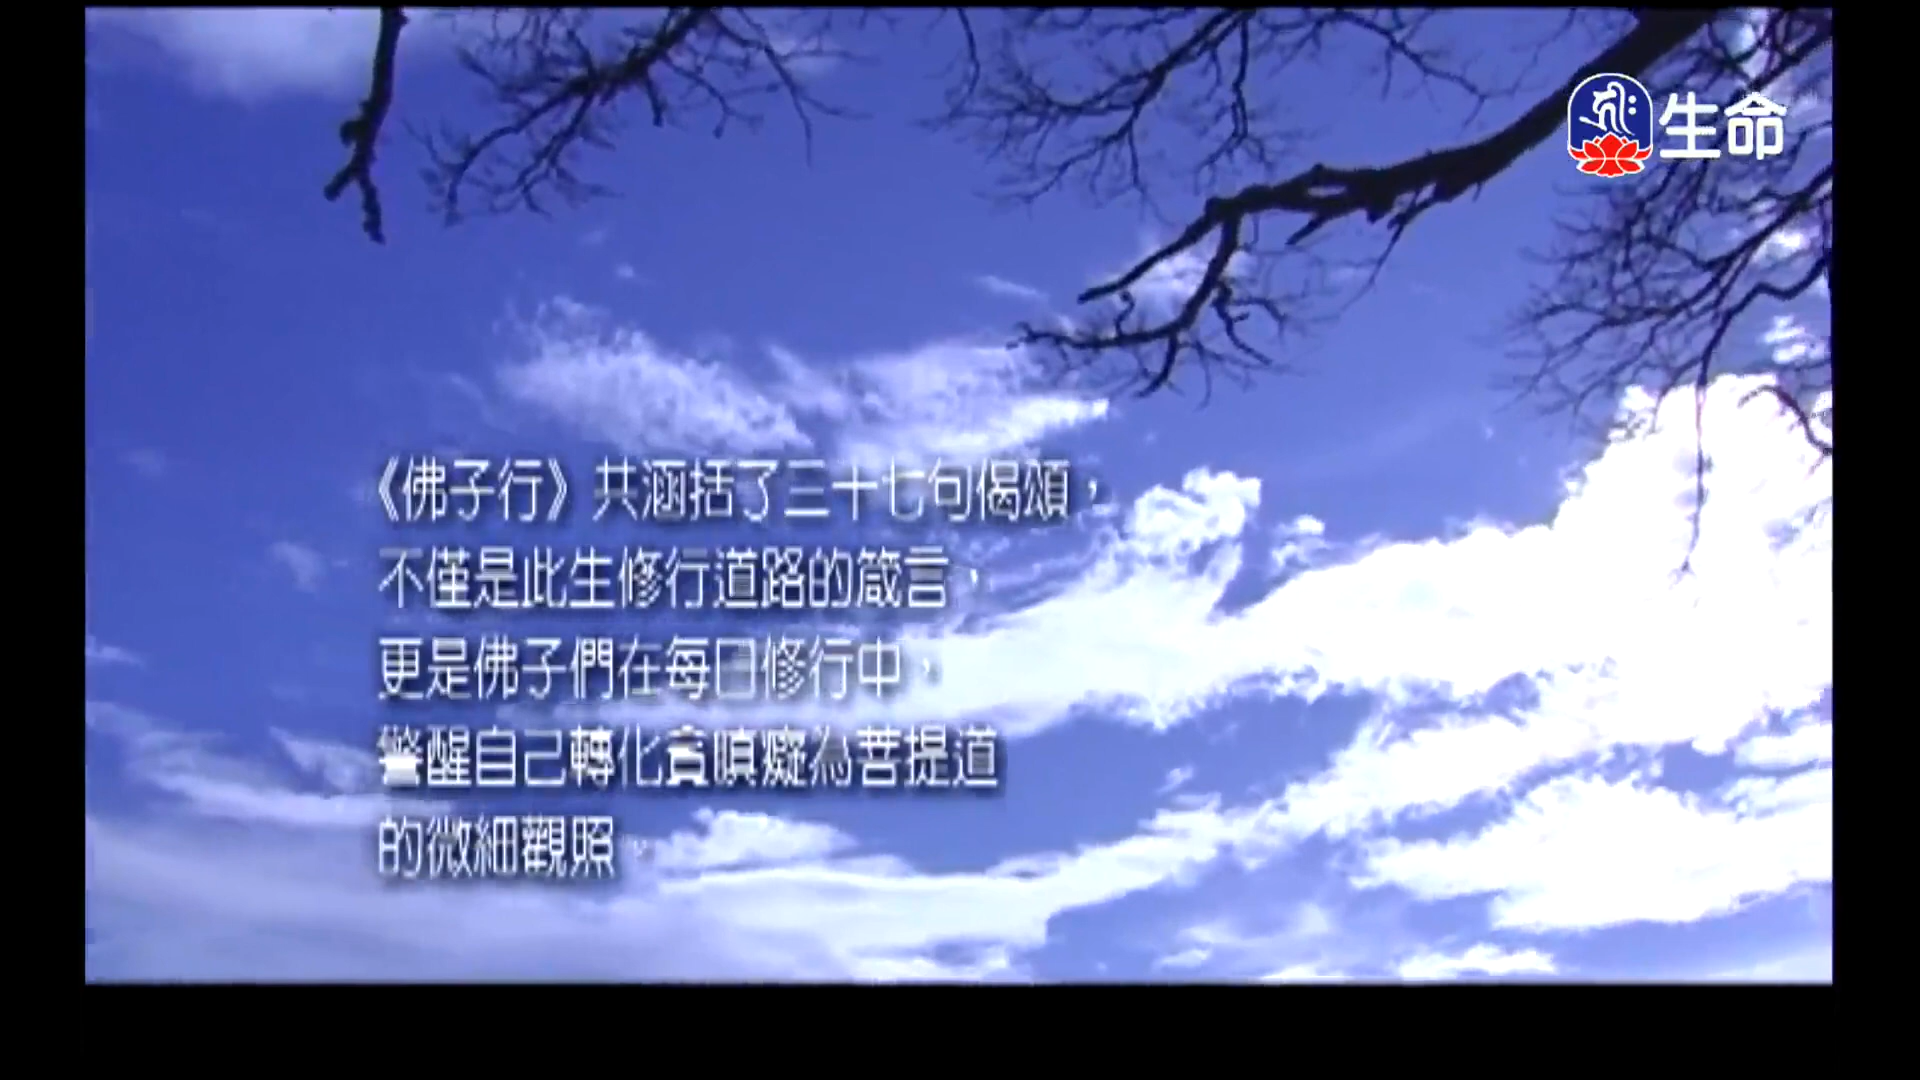 生命
《佛子行》共涵括了三十七句偈頌，
不僅是此生修行道路的箴言，
更是佛子們在每日修行中，
警醒自己轉化貪瞋癡為菩提道
的微細觀照。